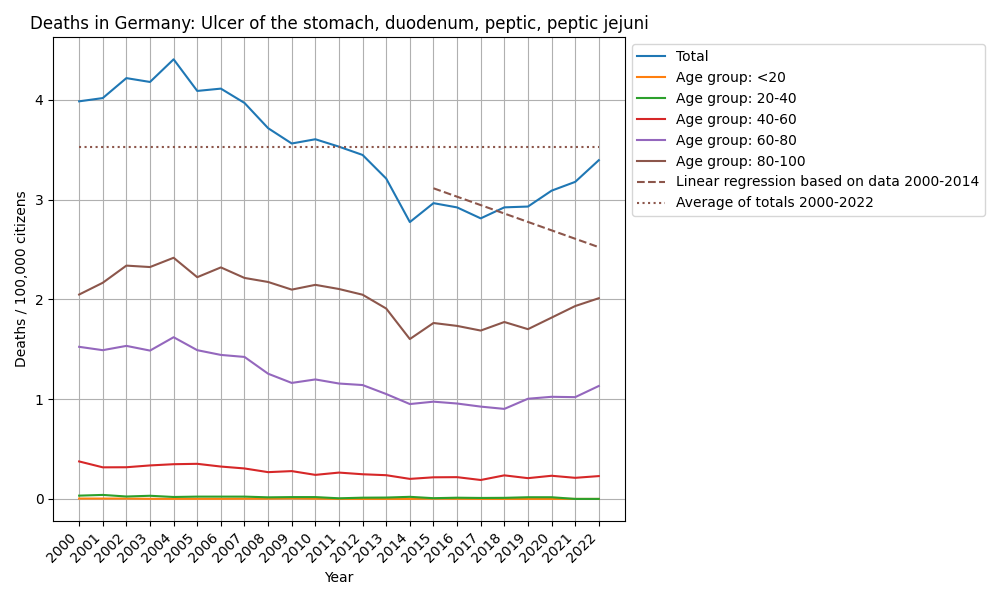 Deaths in Germany: Ulcer of the stomach, duodenum, peptic, peptic jejuni
Total
Age group: <20
Age group: 20-40
Age group: 40-60
Age group: 60-80
Age group: 80-100
Linear regression based on data 2000-2014
Average of totals 2000-2022
Deaths / 100,000 citizens
4
3
2
1
0
2000
2001
2002
2003
2004
2005
2006
2007
2008
2009
2010
2011
2012
2013
2014
2015
2016
2017
2018
2019
2020
2021
2022
Year